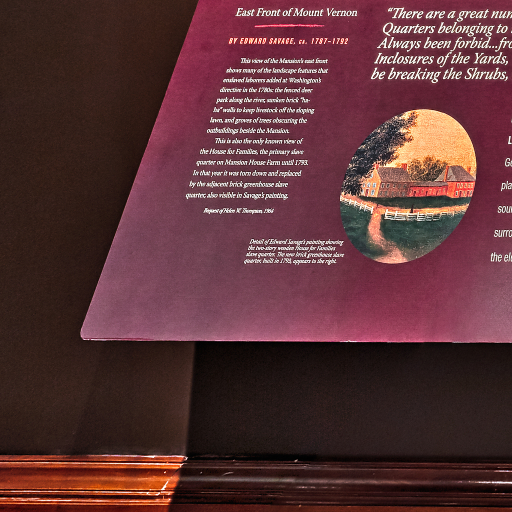 East Front of Mount Vernon
BY EDWARD SAVAGE, ca. 1787–1792
This view of the Mansion's east front
shows many of the landscape features that
enslaved laborers added at Washington's
direction in the 1780s: the fenced deer
park along the river, sunken brick "ha-
ha" walls to keep livestock off the sloping
lawn, and groves of trees obscuring the
outbuildings beside the Mansion.
This is also the only known view of
the House for Families, the primary slave
quarter on Mansion House Farm until 1793.
In that year it was torn down and replaced
by the adjacent brick greenhouse slave
quarter, also visible in Savage's painting.
Bequest of Helen W. Thompson, 1964
Detail of Edward Savage's painting showing
the two-story wooden House for Families
slave quarter. The new brick greenhouse slave
quarter, built in 1793, appears to the right.
"There are a great num
Quarters belonging to
Always been forbid...fro
Inclosures of the Yards,
be breaking the Shrubs,
L
G
pla
sou
surro
the el